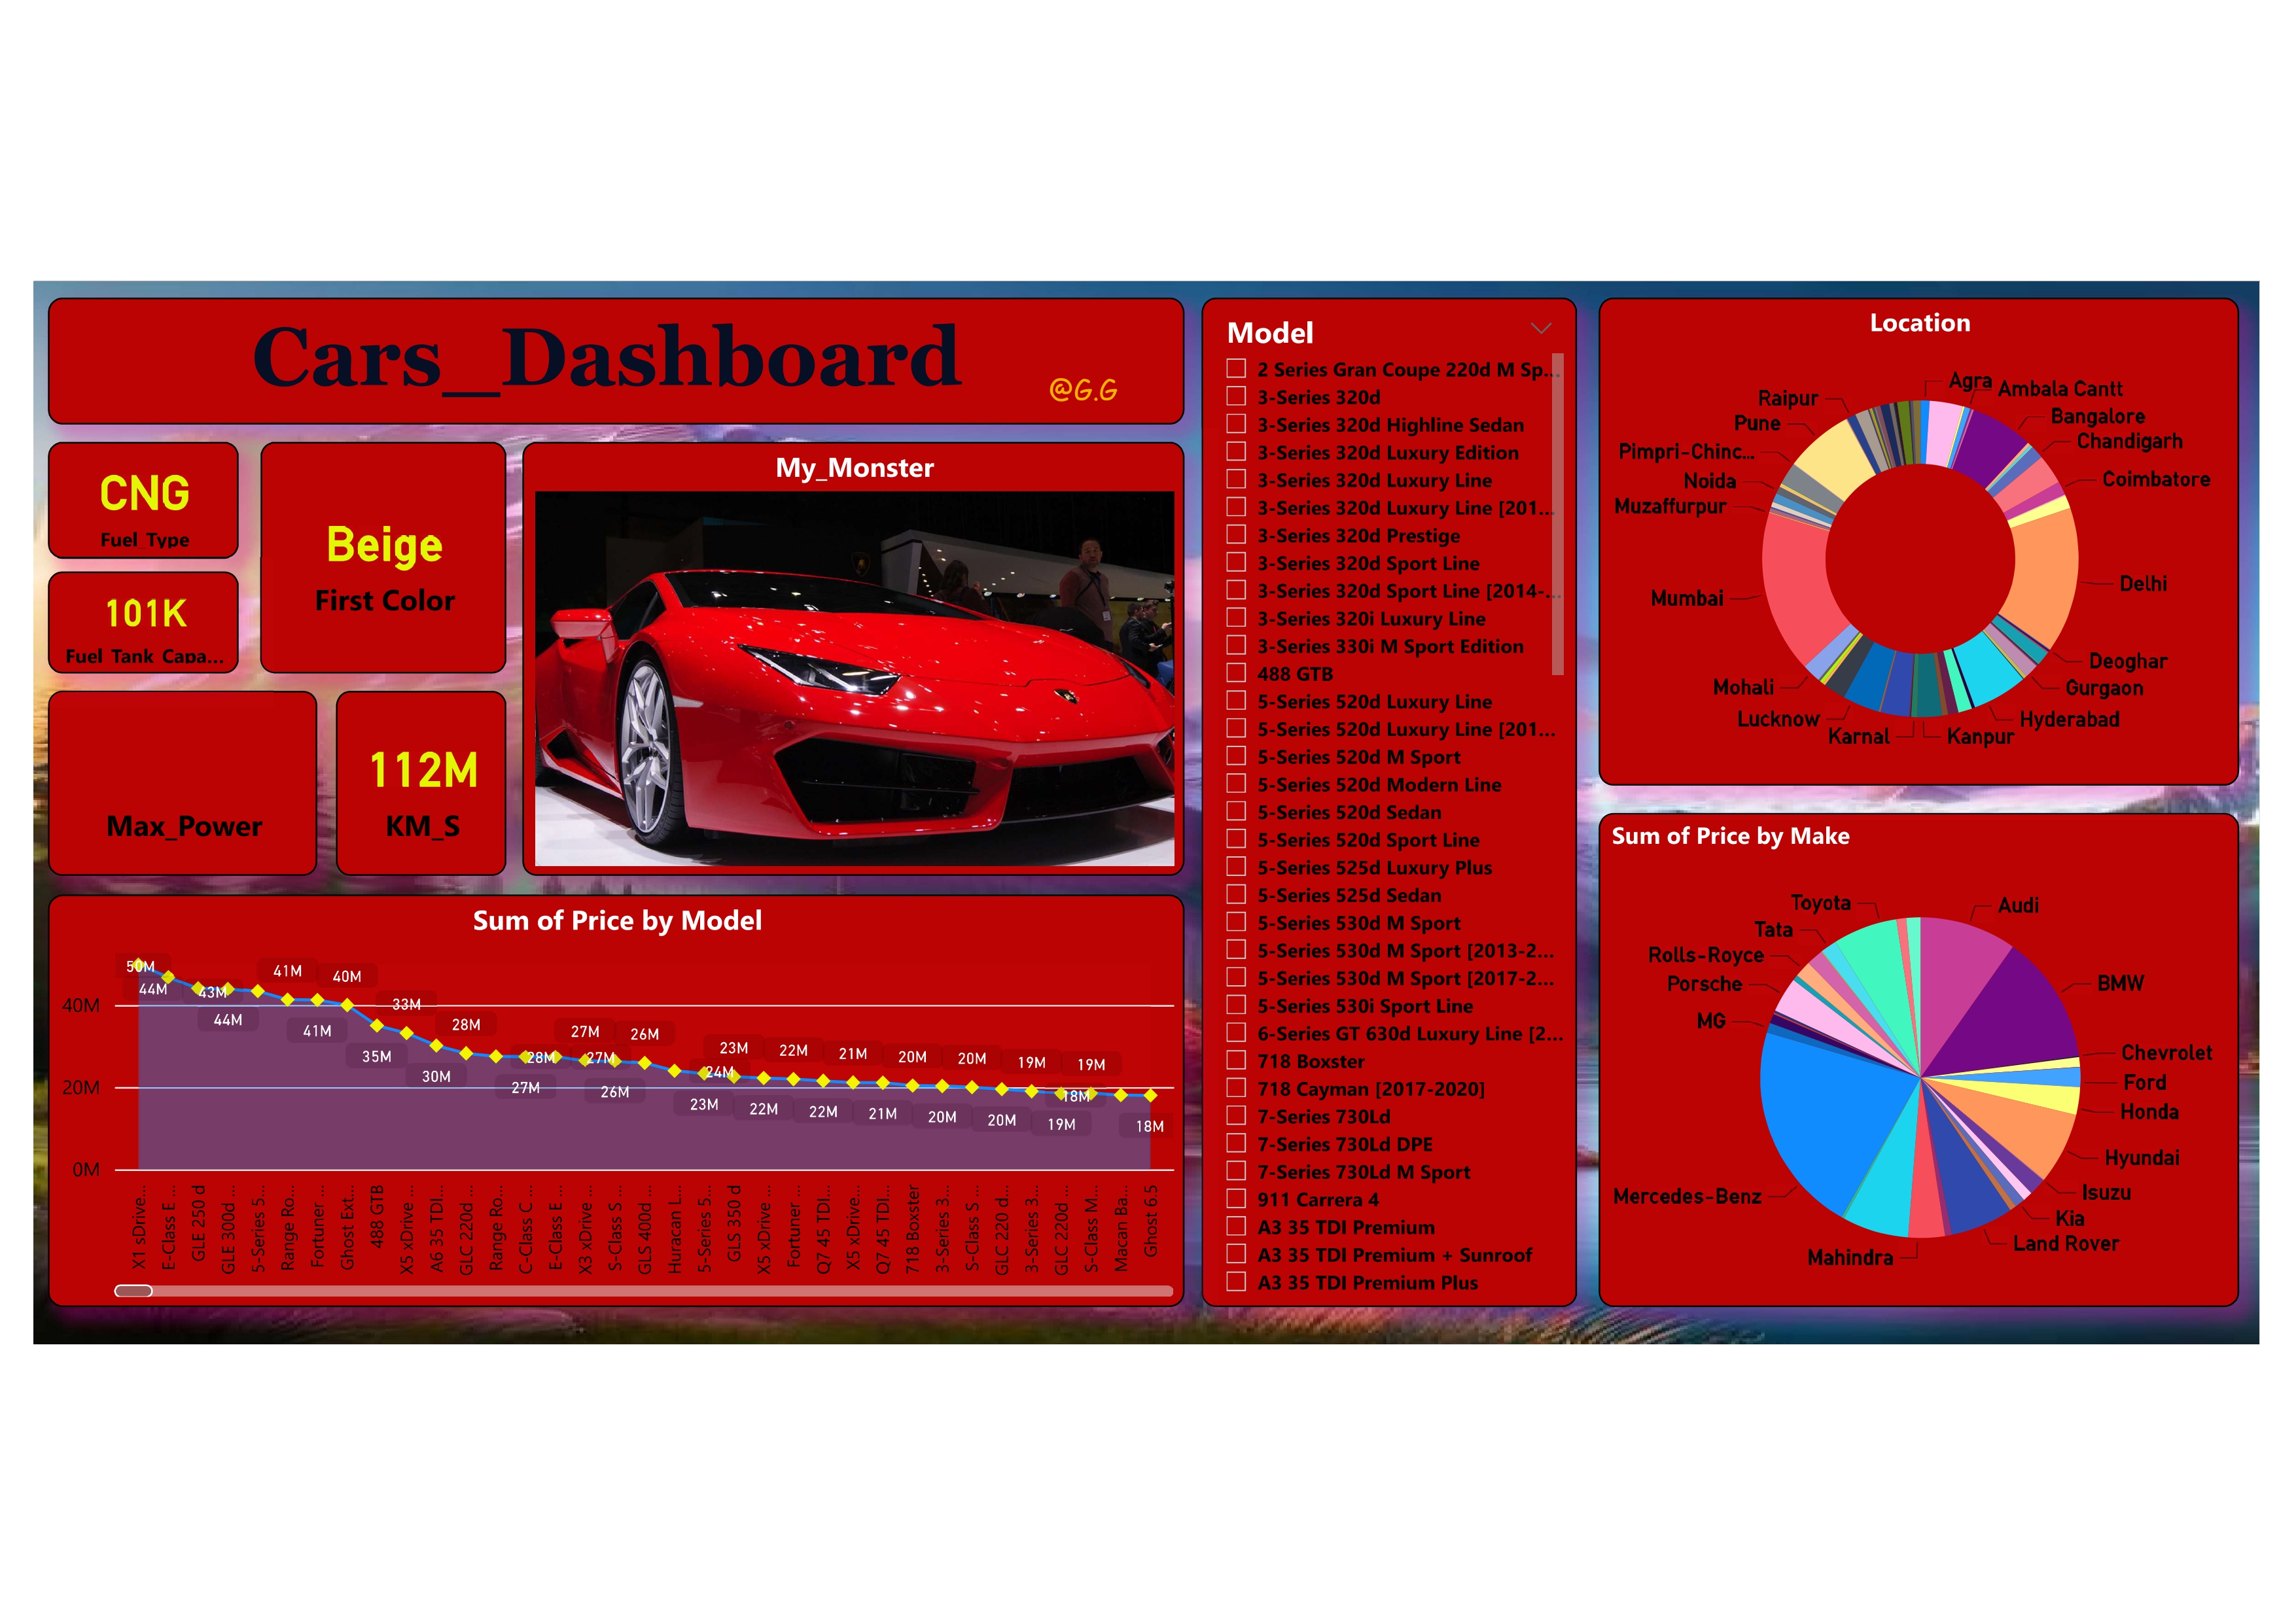 Cars__Dashboard
@G.G
CNG
Fuel_Type
101K
Fuel_Tank_Capa...
Beige
First Color
Max_Power
112M
KM_S
My_Monster
Sum of Price by Model
40M
20M
0M
50M
44M
43M
44M
41M
41M
40M
35M
33M
30M
28M
27M
28M
27M
27M
26M
26M
23M
24M
23M
22M
22M
22M
21M
21M
20M
20M
20M
20M
19M
19M
18M
19M
18M
X1 sDrive...
E-Class E ...
GLE 250 d
GLE 300d ...
5-Series 5...
Range Ro...
Fortuner ...
Ghost Ext...
488 GTB
X5 xDrive ...
A6 35 TDI...
GLC 220d ...
Range Ro...
C-Class C ...
E-Class E ...
X3 xDrive ...
S-Class S ...
GLS 400d ...
Huracan L...
5-Series 5...
GLS 350 d
X5 xDrive ...
Fortuner ...
Q7 45 TDI...
X5 xDrive...
Q7 45 TDI...
718 Boxster
3-Series 3...
S-Class S ...
GLC 220 d...
3-Series 3...
GLC 220d ...
S-Class M...
Macan Ba...
Ghost 6.5
Model
2 Series Gran Coupe 220d M Sp...
3-Series 320d
3-Series 320d Highline Sedan
3-Series 320d Luxury Edition
3-Series 320d Luxury Line
3-Series 320d Luxury Line [201...
3-Series 320d Prestige
3-Series 320d Sport Line
3-Series 320d Sport Line [2014-...
3-Series 320i Luxury Line
3-Series 330i M Sport Edition
488 GTB
5-Series 520d Luxury Line
5-Series 520d Luxury Line [201...
5-Series 520d M Sport
5-Series 520d Modern Line
5-Series 520d Sedan
5-Series 520d Sport Line
5-Series 525d Luxury Plus
5-Series 525d Sedan
5-Series 530d M Sport
5-Series 530d M Sport [2013-2...
5-Series 530d M Sport [2017-2...
5-Series 530i Sport Line
6-Series GT 630d Luxury Line [2...
718 Boxster
718 Cayman [2017-2020]
7-Series 730Ld
7-Series 730Ld DPE
7-Series 730Ld M Sport
911 Carrera 4
A3 35 TDI Premium
A3 35 TDI Premium + Sunroof
A3 35 TDI Premium Plus
Location
Agra
Ambala Cantt
Bangalore
Chandigarh
Coimbatore
Delhi
Deoghar
Gurgaon
Hyderabad
Kanpur
Karnal
Lucknow
Mohali
Mumbai
Muzaffurpur
Noida
Pimpri-Chinc...
Pune
Raipur
Sum of Price by Make
Audi
BMW
Chevrolet
Ford
Honda
Hyundai
Isuzu
Kia
Land Rover
Mahindra
Mercedes-Benz
MG
Porsche
Rolls-Royce
Tata
Toyota